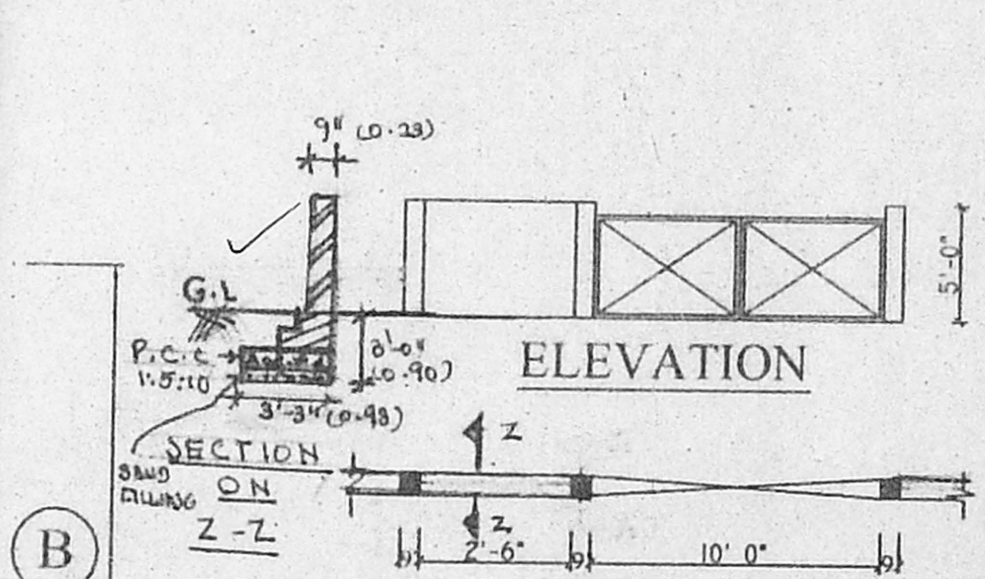 9" (0.23)
G.L
P.C.C
1:5:10
3'-0"
(0.90)
3'-3" (0.98)
5'-0"
ELEVATION
SECTION
ON
Z-Z
SAND
FILLING
Z
Z
B
9"
2'-6"
9"
10' 0"
9"